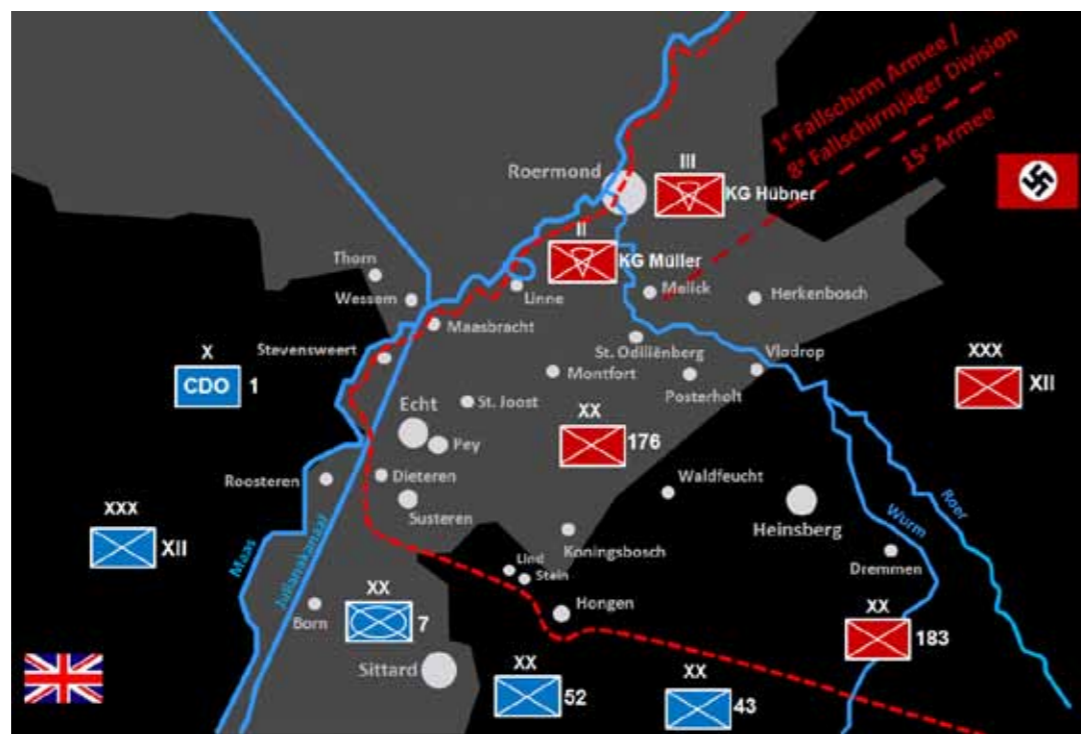 1ᵉ Fallschirm Armee /
8ᵉ Fallschirmjäger Division
15ᵉ Armee
Roermond
III
KG Hübner
II
KG Müller
Thorn
Wessem
Linne
Melick
Herkenbosch
Maasbracht
Stevensweert
St. Odiliënberg
Vlodrop
X
CDO 1
Montfort
Posterholt
XXX
XII
Echt
St. Joost
XX
176
Pey
Roosteren
Dieteren
Susteren
Waldfeucht
Heinsberg
Wurm
Roer
XXX
XII
Maas
Julianakanaal
Koningsbosch
Lind
Stein
Dremmen
Born
XX
7
Hongen
XX
183
Sittard
XX
52
XX
43